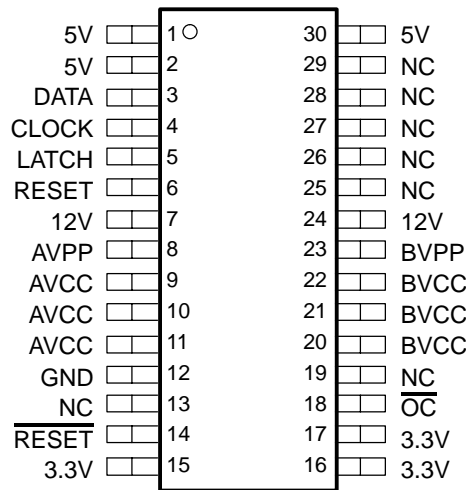 5V 1 30 5V
5V 2 29 NC
DATA 3 28 NC
CLOCK 4 27 NC
LATCH 5 26 NC
RESET 6 25 NC
12V 7 24 12V
AVPP 8 23 BVPP
AVCC 9 22 BVCC
AVCC 10 21 BVCC
AVCC 11 20 BVCC
GND 12 19 NC
NC 13 18 O̅C̅
R̅E̅S̅E̅T̅ 14 17 3.3V
3.3V 15 16 3.3V